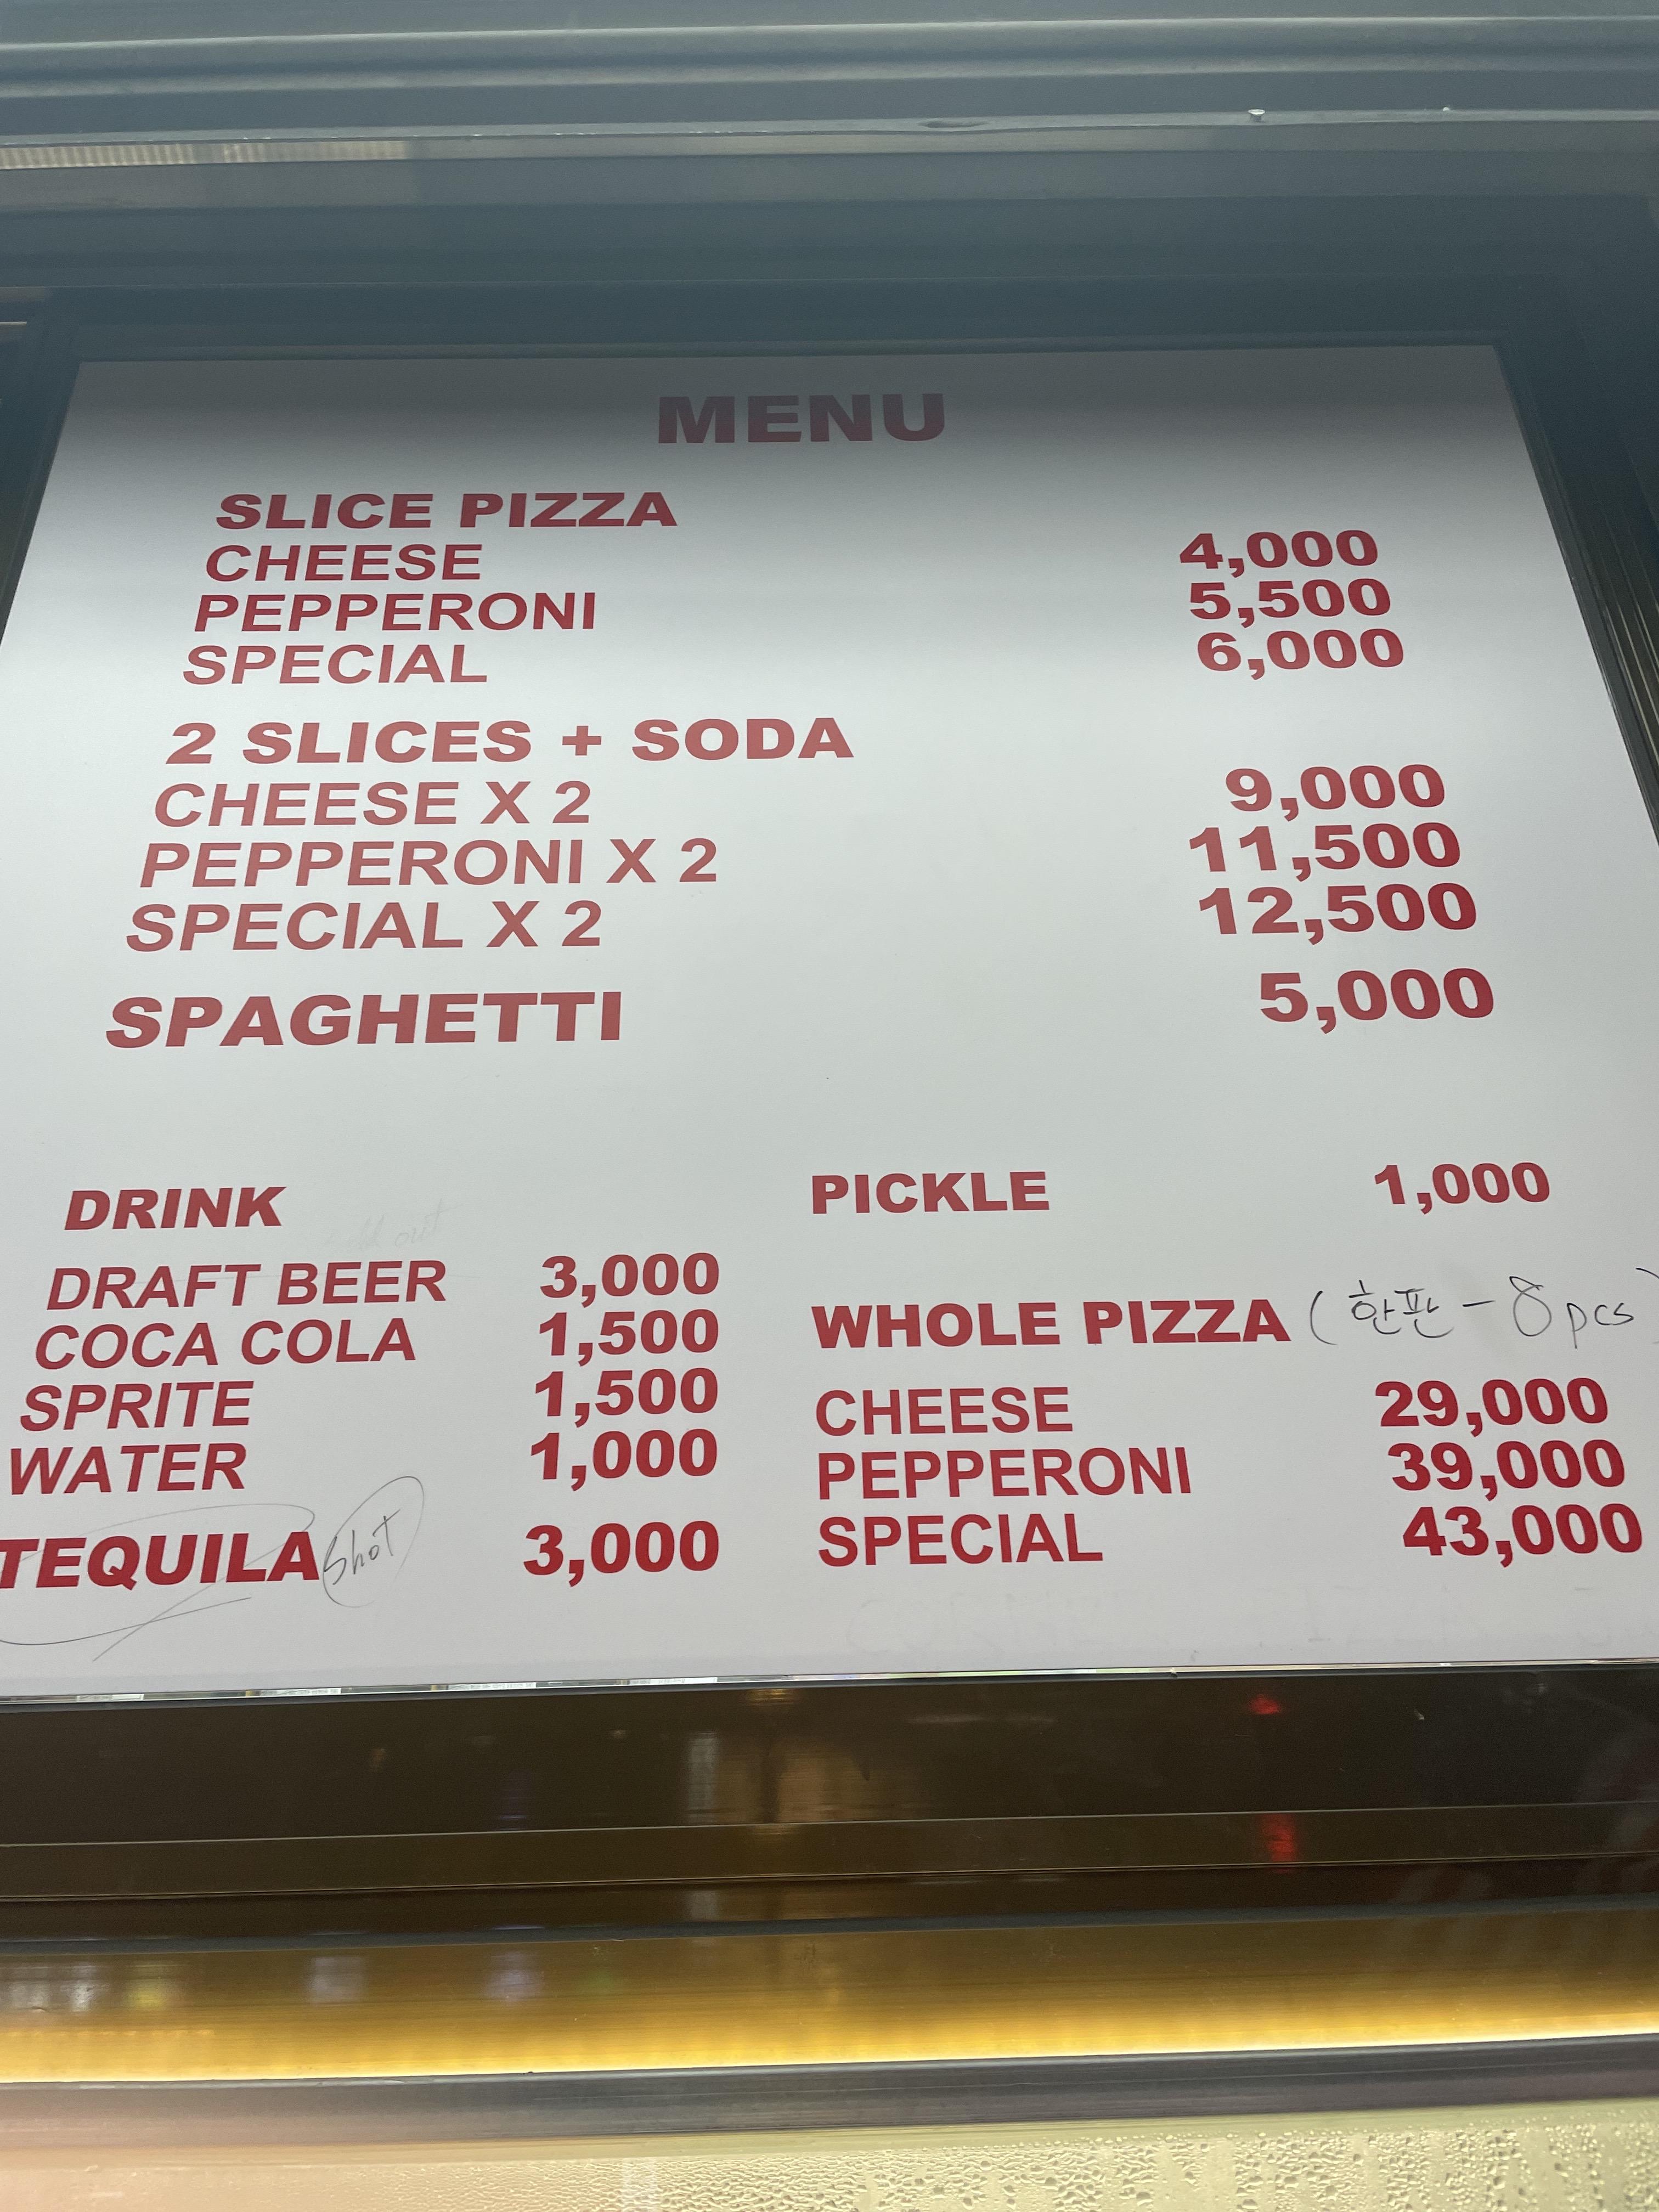 MENU
SLICE PIZZA
CHEESE 4,000
PEPPERONI 5,500
SPECIAL 6,000
2 SLICES + SODA
CHEESE X 2 9,000
PEPPERONI X 2 11,500
SPECIAL X 2 12,500
SPAGHETTI 5,000
DRINK
DRAFT BEER 3,000
COCA COLA 1,500
SPRITE 1,500
WATER 1,000
TEQUILA shot 3,000
PICKLE 1,000
WHOLE PIZZA (한판 - 8pcs)
CHEESE 29,000
PEPPERONI 39,000
SPECIAL 43,000